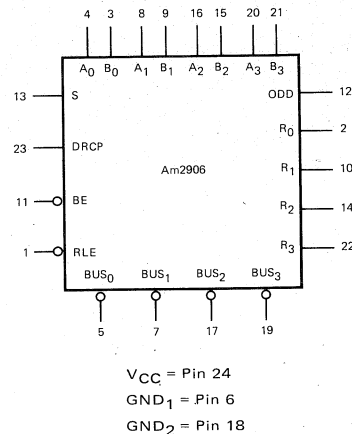 4 3 8 9 16 15 20 21
A₀ B₀ A₁ B₁ A₂ B₂ A₃ B₃
13 S ODD 12
R₀ 2
23 DRCP
Am2906
R₁ 10
11 BE
R₂ 14
1 RLE
R₃ 22
BUS₀ BUS₁ BUS₂ BUS₃
5 7 17 19
V_CC = Pin 24
GND₁ = Pin 6
GND₂ = Pin 18